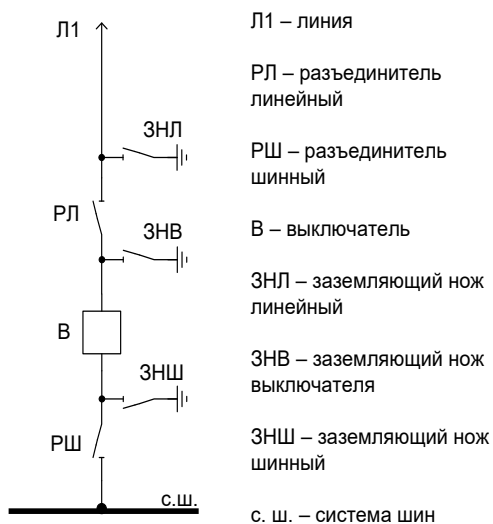 Л1
ЗНЛ
РЛ
ЗНВ
В
ЗНШ
РШ
с.ш.
Л1 – линия
РЛ – разъединитель
линейный
РШ – разъединитель
шинный
В – выключатель
ЗНЛ – заземляющий нож
линейный
ЗНВ – заземляющий нож
выключателя
ЗНШ – заземляющий нож
шинный
с. ш. – система шин